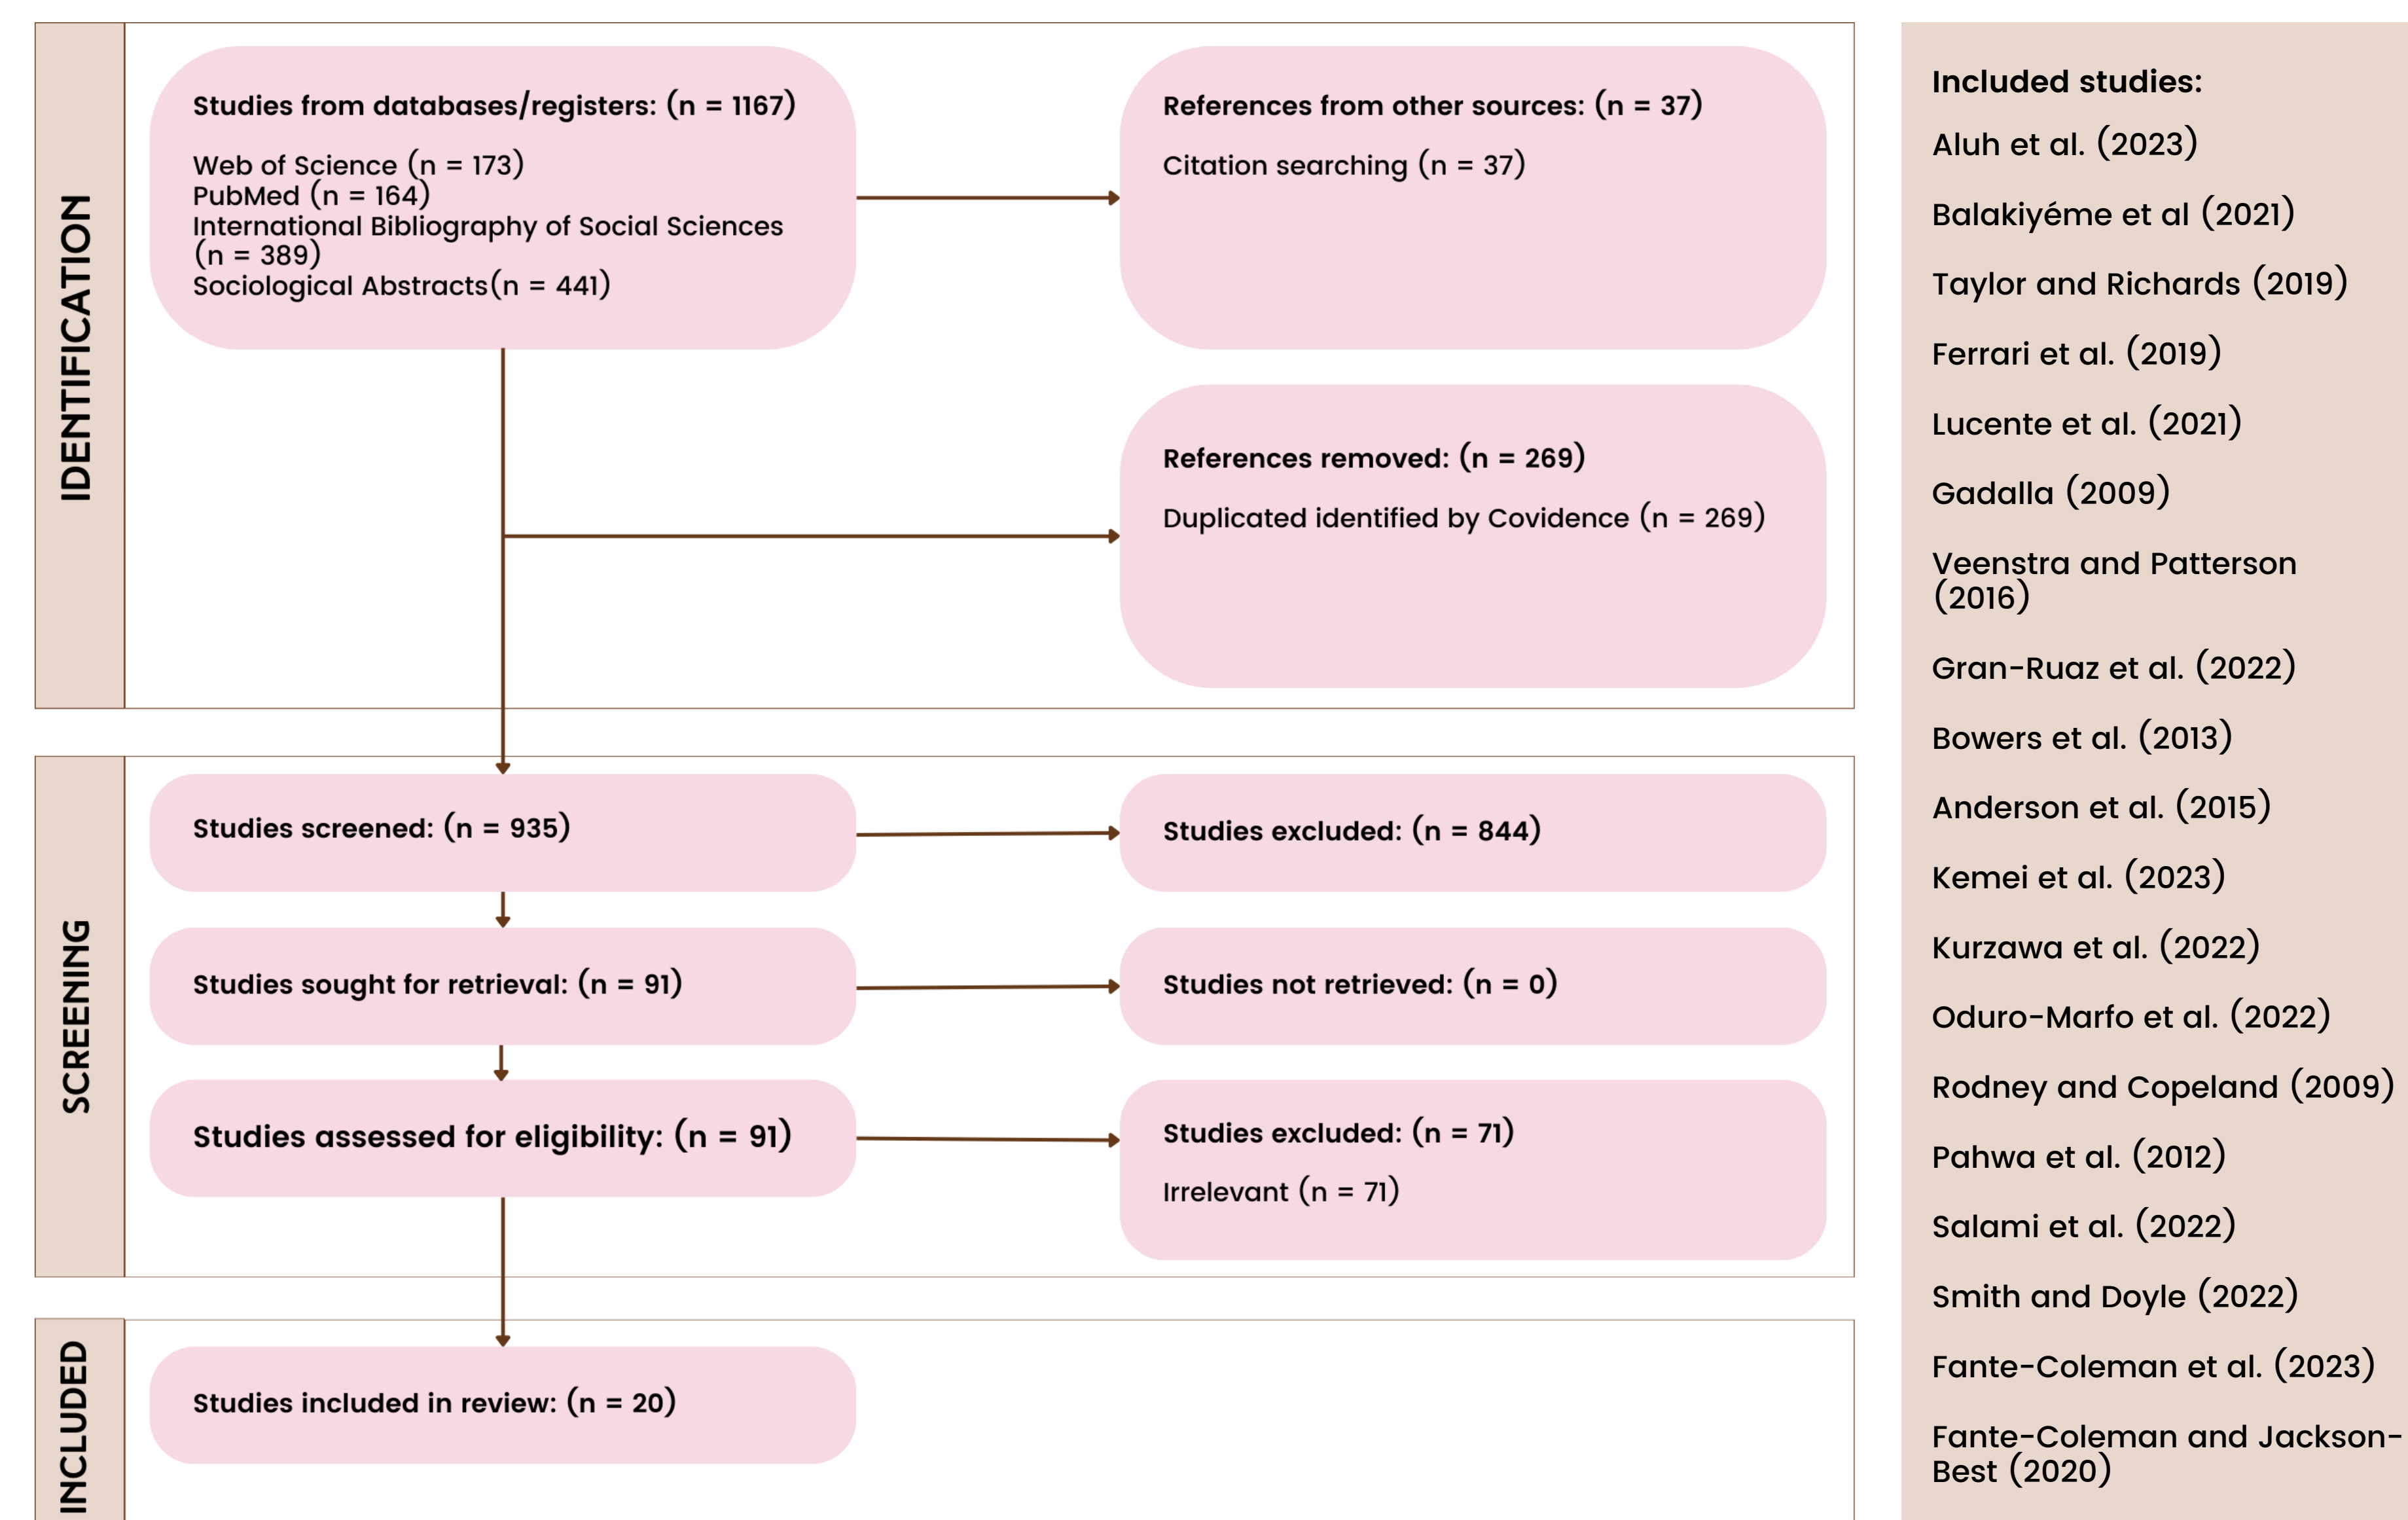 IDENTIFICATION
Studies from databases/registers: (n = 1167)
Web of Science (n = 173)
PubMed (n = 164)
International Bibliography of Social Sciences
(n = 389)
Sociological Abstracts(n = 441)
References from other sources: (n = 37)
Citation searching (n = 37)
References removed: (n = 269)
Duplicated identified by Covidence (n = 269)
SCREENING
Studies screened: (n = 935)
Studies excluded: (n = 844)
Studies sought for retrieval: (n = 91)
Studies not retrieved: (n = 0)
Studies assessed for eligibility: (n = 91)
Studies excluded: (n = 71)
Irrelevant (n = 71)
INCLUDED
Studies included in review: (n = 20)
Included studies:
Aluh et al. (2023)
Balakiyéme et al (2021)
Taylor and Richards (2019)
Ferrari et al. (2019)
Lucente et al. (2021)
Gadalla (2009)
Veenstra and Patterson
(2016)
Gran-Ruaz et al. (2022)
Bowers et al. (2013)
Anderson et al. (2015)
Kemei et al. (2023)
Kurzawa et al. (2022)
Oduro-Marfo et al. (2022)
Rodney and Copeland (2009)
Pahwa et al. (2012)
Salami et al. (2022)
Smith and Doyle (2022)
Fante-Coleman et al. (2023)
Fante-Coleman and Jackson-
Best (2020)